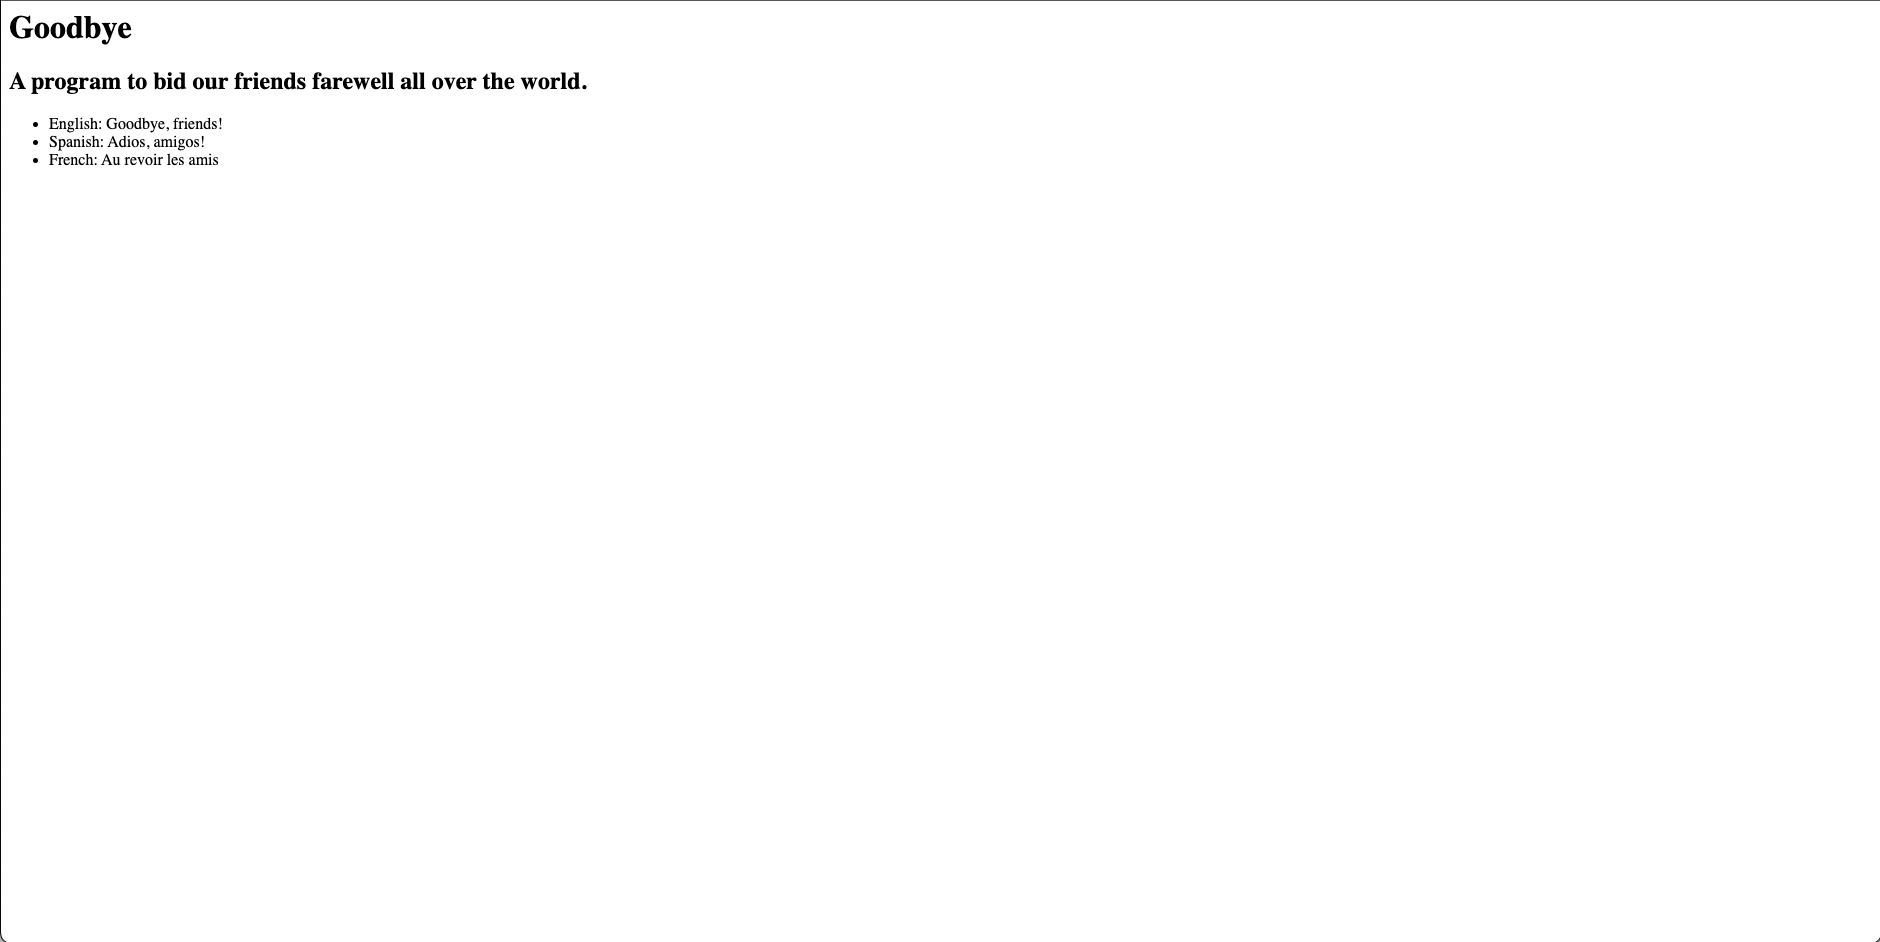 Goodbye
A program to bid our friends farewell all over the world.
• English: Goodbye, friends!
• Spanish: Adios, amigos!
• French: Au revoir les amis